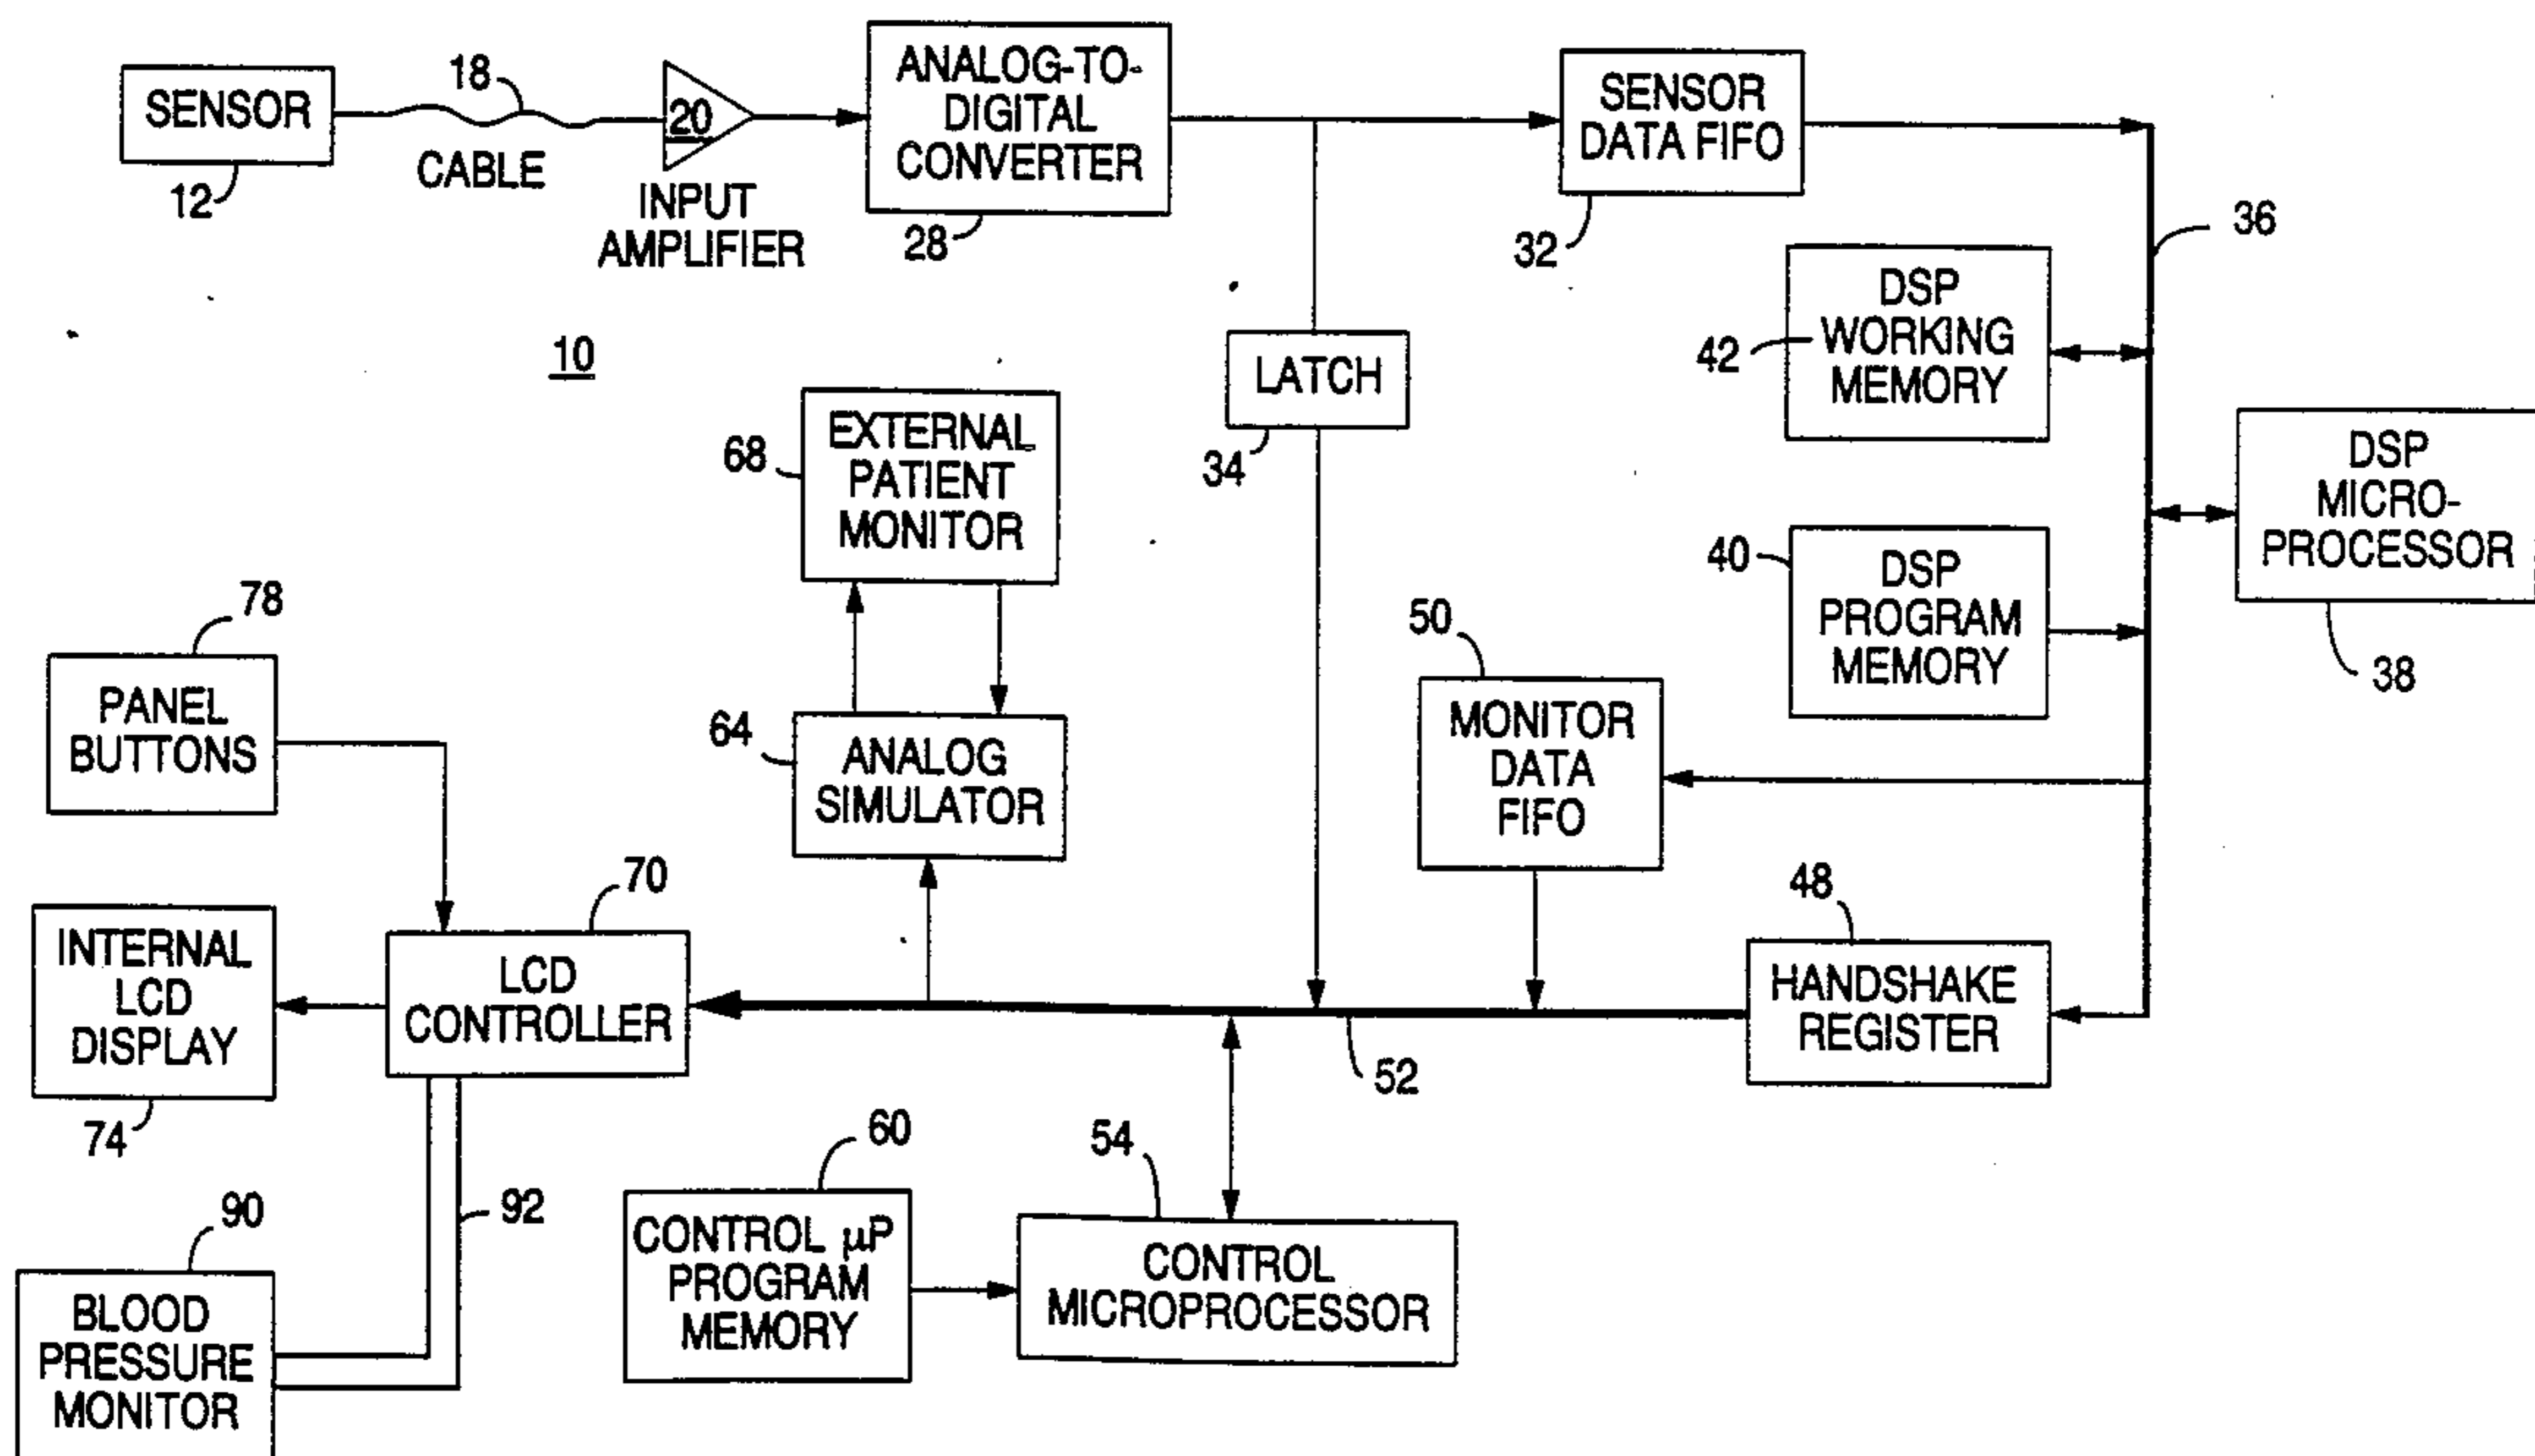 SENSOR
12
18
CABLE
20
INPUT
AMPLIFIER
ANALOG-TO-
DIGITAL
CONVERTER
28
SENSOR
DATA FIFO
32
36
DSP
WORKING
MEMORY
42
10
LATCH
34
EXTERNAL
PATIENT
MONITOR
68
DSP
MICRO-
PROCESSOR
38
40
DSP
PROGRAM
MEMORY
78
PANEL
BUTTONS
64
ANALOG
SIMULATOR
50
MONITOR
DATA
FIFO
70
LCD
CONTROLLER
INTERNAL
LCD
DISPLAY
74
48
HANDSHAKE
REGISTER
52
60
CONTROL μP
PROGRAM
MEMORY
54
CONTROL
MICROPROCESSOR
90
92
BLOOD
PRESSURE
MONITOR